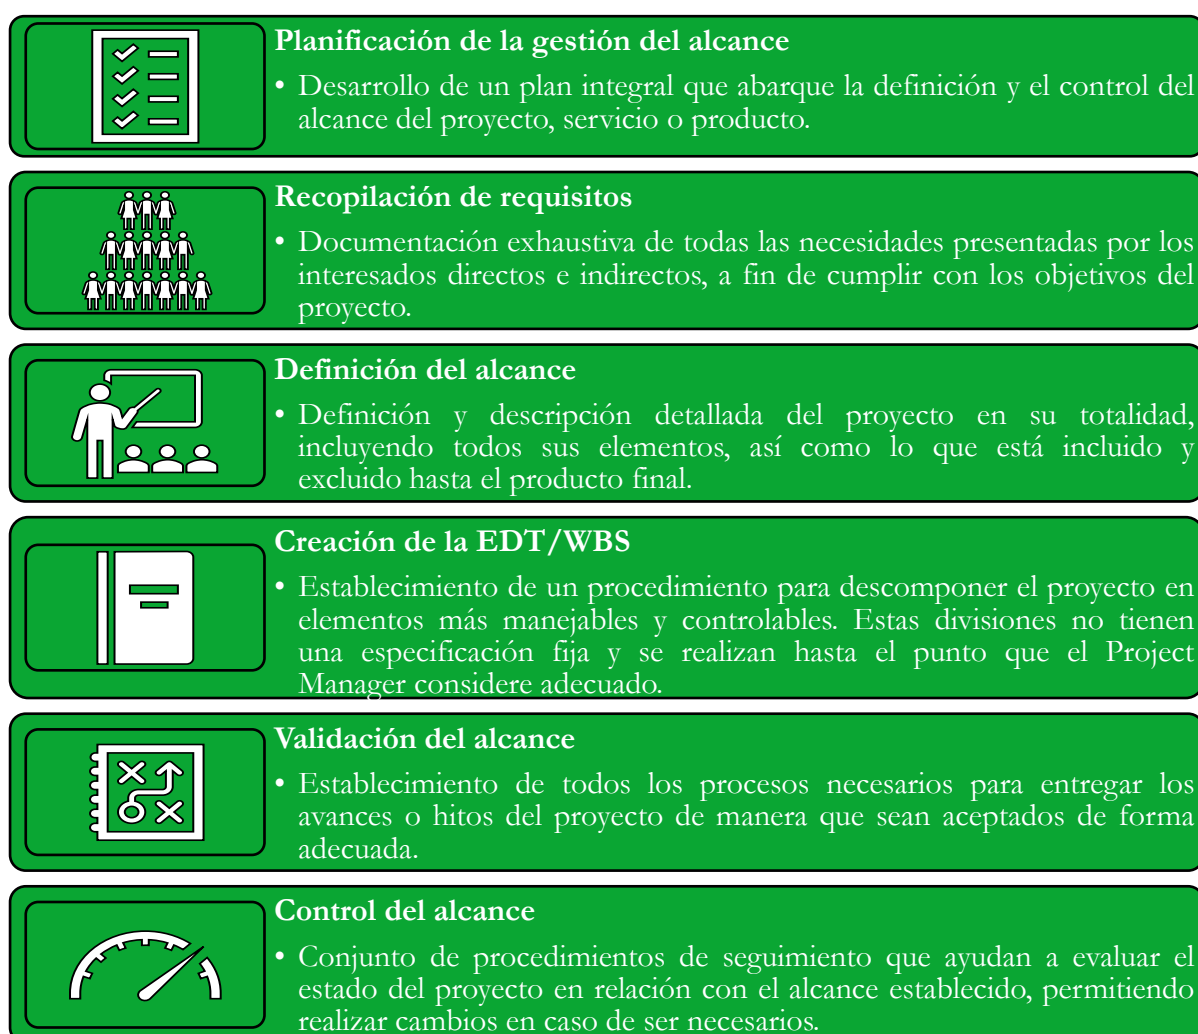 Planificación de la gestión del alcance
• Desarrollo de un plan integral que abarque la definición y el control del
alcance del proyecto, servicio o producto.
Recopilación de requisitos
• Documentación exhaustiva de todas las necesidades presentadas por los
interesados directos e indirectos, a fin de cumplir con los objetivos del
proyecto.
Definición del alcance
• Definición y descripción detallada del proyecto en su totalidad,
incluyendo todos sus elementos, así como lo que está incluido y
excluido hasta el producto final.
Creación de la EDT/WBS
• Establecimiento de un procedimiento para descomponer el proyecto en
elementos más manejables y controlables. Estas divisiones no tienen
una especificación fija y se realizan hasta el punto que el Project
Manager considere adecuado.
Validación del alcance
• Establecimiento de todos los procesos necesarios para entregar los
avances o hitos del proyecto de manera que sean aceptados de forma
adecuada.
Control del alcance
• Conjunto de procedimientos de seguimiento que ayudan a evaluar el
estado del proyecto en relación con el alcance establecido, permitiendo
realizar cambios en caso de ser necesarios.